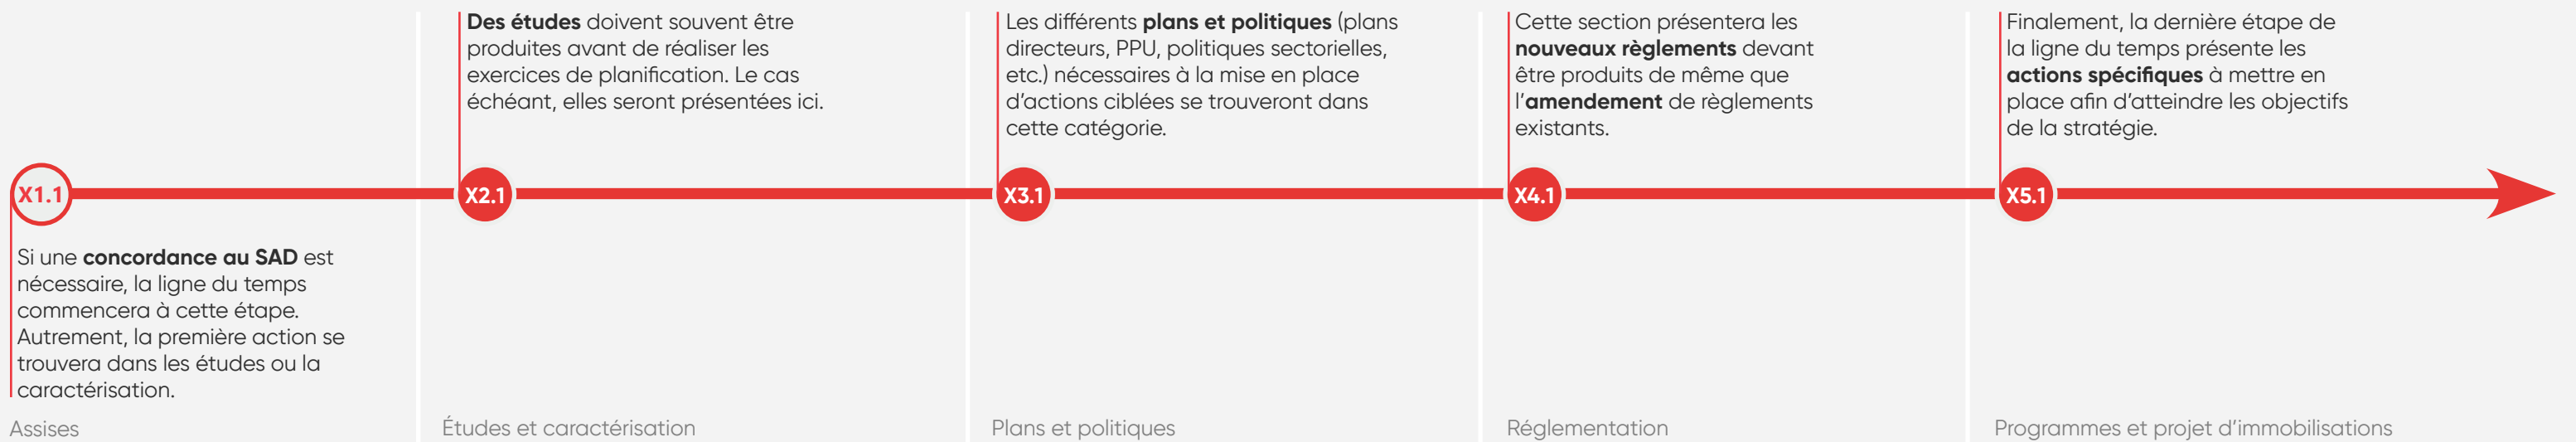 X1.1
Si une concordance au SAD est
nécessaire, la ligne du temps
commencera à cette étape.
Autrement, la première action se
trouvera dans les études ou la
caractérisation.
Assises
Des études doivent souvent être
produites avant de réaliser les
exercices de planification. Le cas
échéant, elles seront présentées ici.
X2.1
Études et caractérisation
Les différents plans et politiques (plans
directeurs, PPU, politiques sectorielles,
etc.) nécessaires à la mise en place
d’actions ciblées se trouveront dans
cette catégorie.
X3.1
Plans et politiques
Cette section présentera les
nouveaux règlements devant
être produits de même que
l’amendement de règlements
existants.
X4.1
Réglementation
Finalement, la dernière étape de
la ligne du temps présente les
actions spécifiques à mettre en
place afin d’atteindre les objectifs
de la stratégie.
X5.1
Programmes et projet d’immobilisations